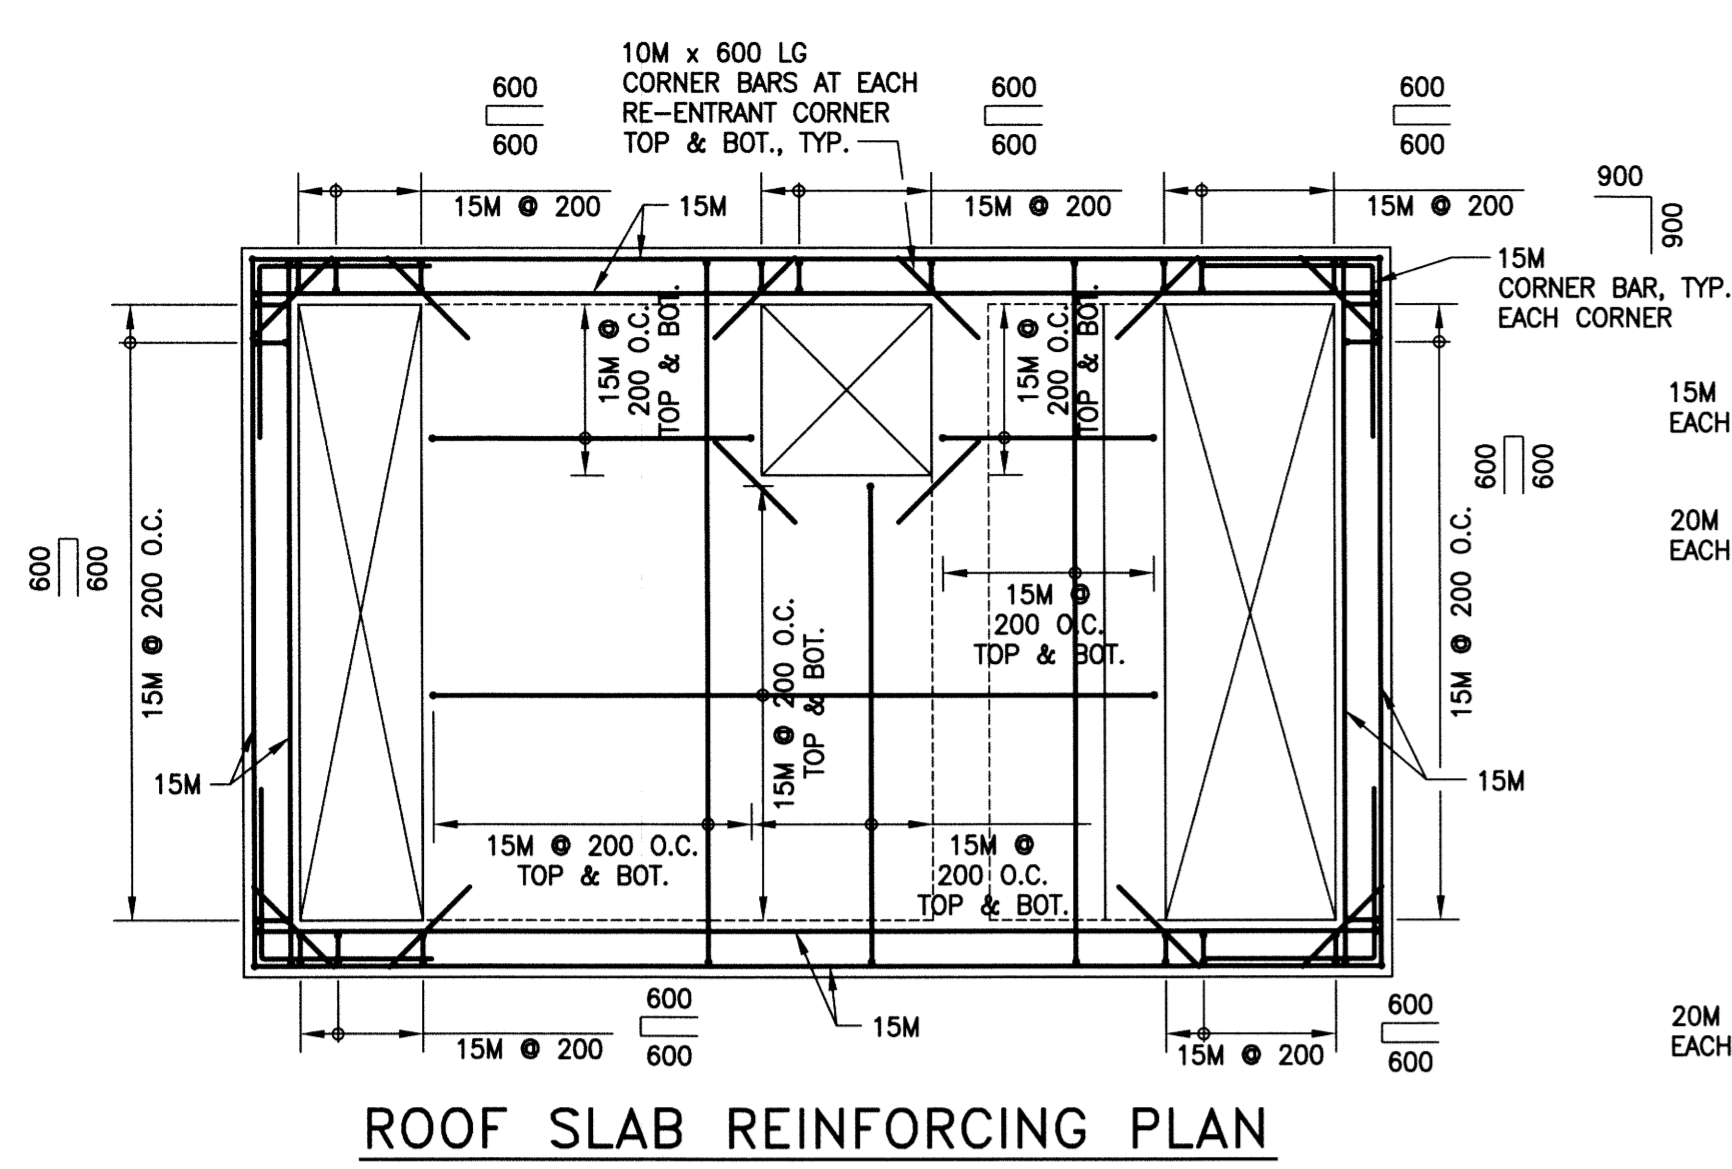 10M x 600 LG
CORNER BARS AT EACH
RE-ENTRANT CORNER
TOP & BOT., TYP.
600
600
600
600
600
600
900
900
15M @ 200
15M
15M @ 200
15M @ 200
15M
CORNER BAR, TYP.
EACH CORNER
15M @
200 O.C.
TOP & BOT.
15M @
200 O.C.
TOP & BOT.
15M
EACH
600
600
20M
EACH
600
600
15M @ 200 O.C.
15M @ 200 O.C.
15M @
200 O.C.
TOP & BOT.
15M @ 200 O.C.
TOP & BOT.
15M
15M
15M @ 200 O.C.
TOP & BOT.
15M @
200 O.C.
TOP & BOT.
600
600
15M
600
600
15M @ 200
15M @ 200
20M
EACH
ROOF SLAB REINFORCING PLAN